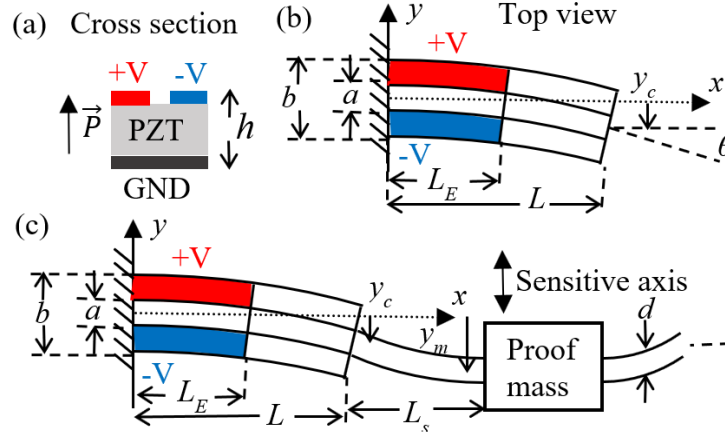 (a) Cross section
+V -V
P
PZT
h
GND
(b) Top view
y
+V
b
a
y_c
x
θ
-V
L_E
L
(c)
y
+V
b
a
y_c
x
y_m
Sensitive axis
d
Proof
mass
-V
L_E
L
L_s